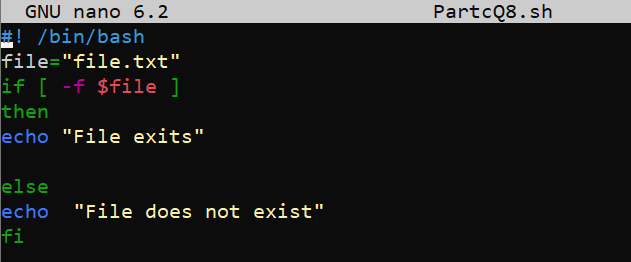 GNU nano 6.2 PartcQ8.sh
#! /bin/bash
file="file.txt"
if [ -f $file ]
then
echo "File exits"
else
echo  "File does not exist"
fi